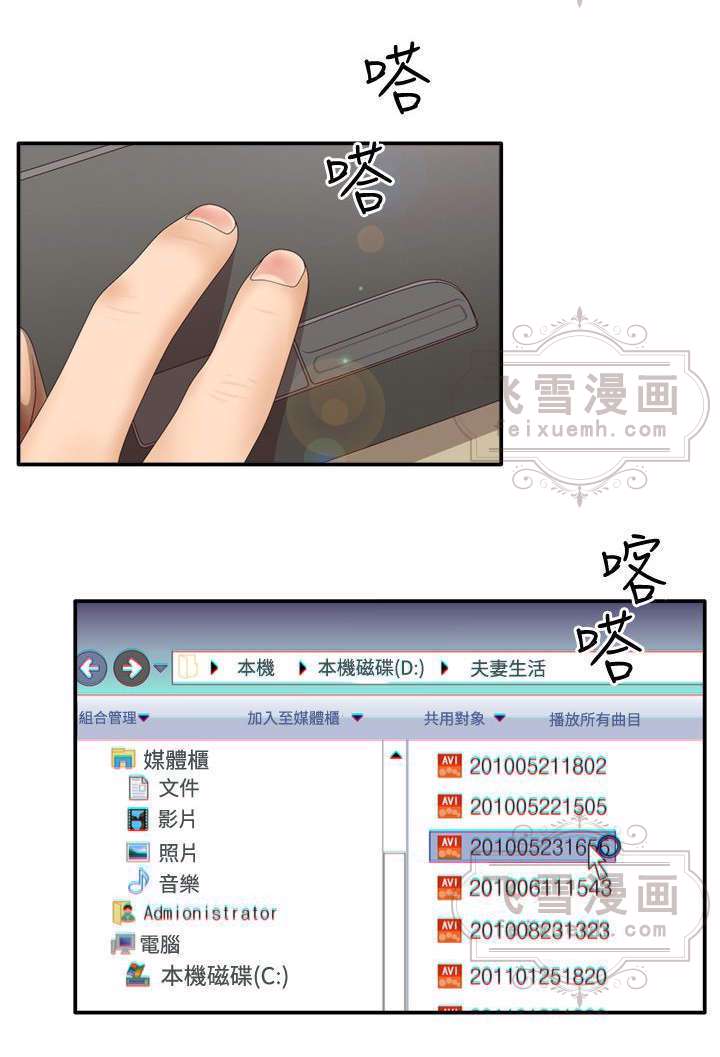 嗒
嗒
飞雪漫画
feixuemh.com
喀
嗒
本機 本機磁碟(D:) 夫妻生活
組合管理 加入至媒體櫃 共用對象 播放所有曲目
媒體櫃
文件
影片
照片
音樂
Admionistrator
電腦
本機磁碟(C:)
AVI 201005211802
AVI 201005221505
AVI 201005231656
AVI 201006111543
AVI 201008231323
AVI 201101251820
飞雪漫画